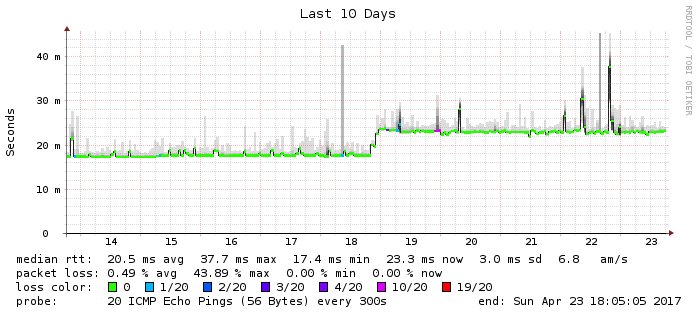 Last 10 Days
RRDTOOL / TOBI OETIKER
Seconds
40 m
30 m
20 m
10 m
0
14 15 16 17 18 19 20 21 22 23
median rtt: 20.5 ms avg 37.7 ms max 17.4 ms min 23.3 ms now 3.0 ms sd 6.8 am/s
packet loss: 0.49 % avg 43.89 % max 0.00 % min 0.00 % now
loss color: 0 1/20 2/20 3/20 4/20 10/20 19/20
probe: 20 ICMP Echo Pings (56 Bytes) every 300s end: Sun Apr 23 18:05:05 2017